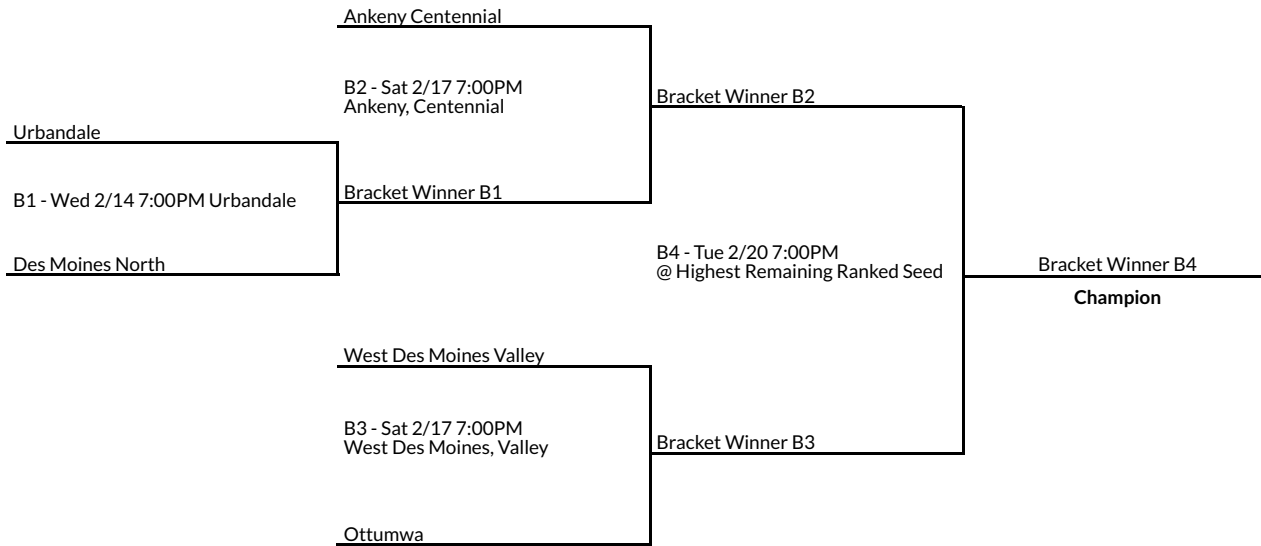 Ankeny Centennial
B2 - Sat 2/17 7:00PM
Ankeny, Centennial
Bracket Winner B2
Urbandale
B1 - Wed 2/14 7:00PM Urbandale
Bracket Winner B1
Des Moines North
B4 - Tue 2/20 7:00PM
@ Highest Remaining Ranked Seed
Bracket Winner B4
Champion
West Des Moines Valley
B3 - Sat 2/17 7:00PM
West Des Moines, Valley
Bracket Winner B3
Ottumwa